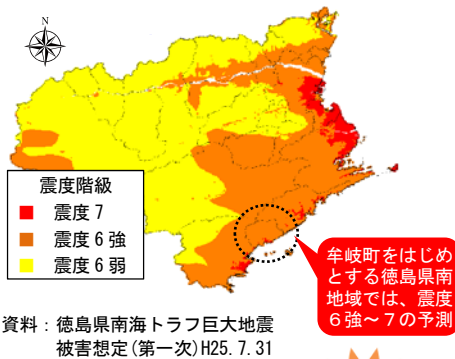 N
震度階級
震度７
震度６強
震度６弱
牟岐町をはじめ
とする徳島県南
地域では、震度
６強～７の予測
資料：徳島県南海トラフ巨大地震
被害想定(第一次)H25.7.31